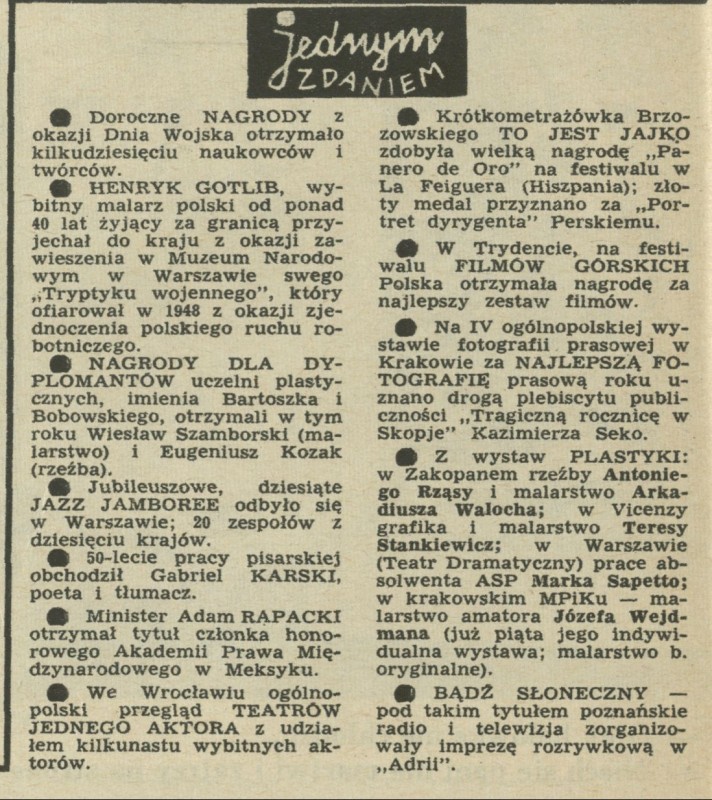 jednym
ZDANIEM
● Doroczne NAGRODY z
okazji Dnia Wojska otrzymało
kilkudziesięciu naukowców i
twórców.
● HENRYK GOTLIB, wy-
bitny malarz polski od ponad
40 lat żyjący za granicą przy-
jechał do kraju z okazji za-
wieszenia w Muzeum Narodo-
wym w Warszawie swego
„Tryptyku wojennego”, który
ofiarował w 1948 z okazji zje-
dnoczenia polskiego ruchu ro-
botniczego.
● NAGRODY DLA DY-
PLOMANTÓW uczelni plasty-
cznych, imienia Bartoszka i
Bobowskiego, otrzymali w tym
roku Wiesław Szamborski (ma-
larstwo) i Eugeniusz Kozak
(rzeźba).
● Jubileuszowe, dziesiąte
JAZZ JAMBOREE odbyło się
w Warszawie; 20 zespołów z
dziesięciu krajów.
● 50-lecie pracy pisarskiej
obchodził Gabriel KARSKI,
poeta i tłumacz.
● Minister Adam RAPACKI
otrzymał tytuł członka hono-
rowego Akademii Prawa Mię-
dzynarodowego w Meksyku.
● We Wrocławiu ogólno-
polski przegląd TEATRÓW
JEDNEGO AKTORA z udzia-
łem kilkunastu wybitnych ak-
torów.
● Krótkometrażówka Brzo-
zowskiego TO JEST JAJKO
zdobyła wielką nagrodę „Pa-
nero de Oro” na festiwalu w
La Feiguera (Hiszpania); zło-
ty medal przyznano za „Por-
tret dyrygenta” Perskiemu.
● W Trydencie, na festi-
walu FILMÓW GÓRSKICH
Polska otrzymała nagrodę za
najlepszy zestaw filmów.
● Na IV ogólnopolskiej wy-
stawie fotografii prasowej w
Krakowie za NAJLEPSZĄ FO-
TOGRAFIĘ prasową roku u-
znano drogą plebiscytu publi-
czności „Tragiczną rocznicę w
Skopje” Kazimierza Seko.
● Z wystaw PLASTYKI:
w Zakopanem rzeźby Antonie-
go Rząsy i malarstwo Arka-
diusza Walocha; w Vicenzy
grafika i malarstwo Teresy
Stankiewicz; w Warszawie
(Teatr Dramatyczny) prace ab-
solwenta ASP Marka Sapetto;
w krakowskim MPiKu — ma-
larstwo amatora Józefa Wejd-
mana (już piąta jego indywi-
dualna wystawa; malarstwo b.
oryginalne).
● BĄDŹ SŁONECZNY —
pod takim tytułem poznańskie
radio i telewizja zorganizo-
wały imprezę rozrywkową w
„Adrii”.